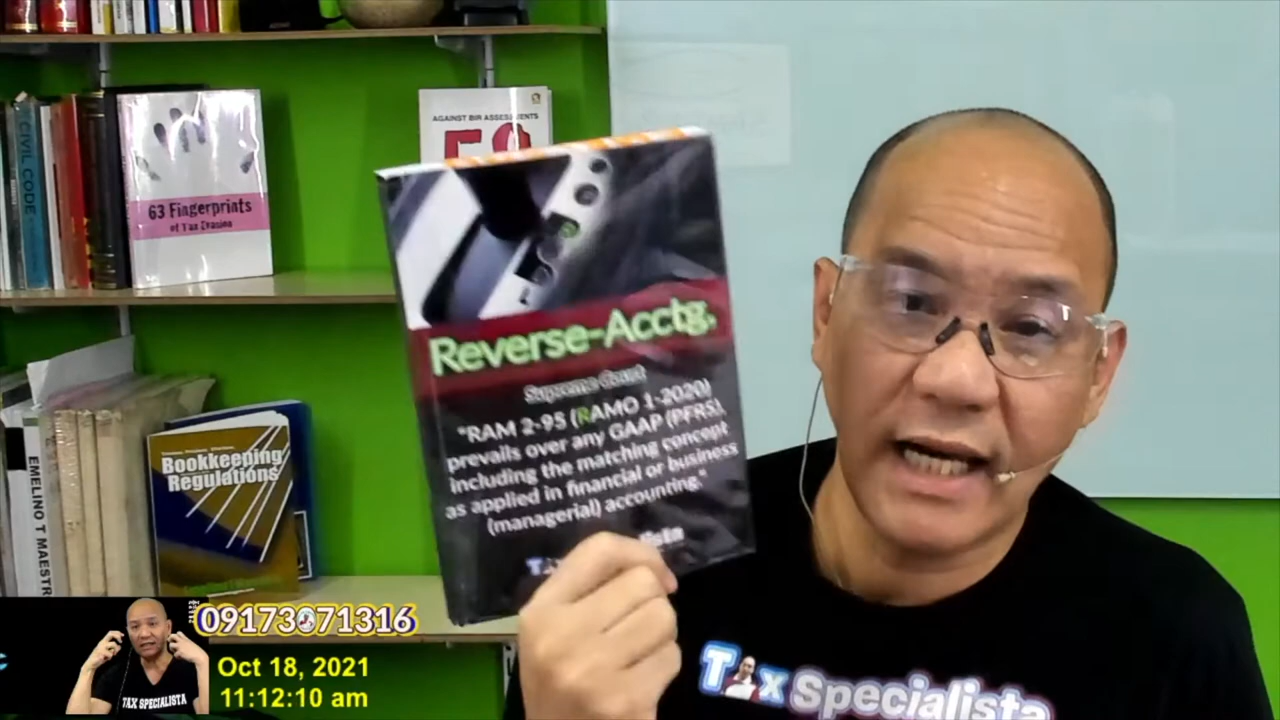 CIVIL CODE
63 Fingerprints
of Tax Evasion
AGAINST BIR ASSESSMENTS
Reverse-Acctg.
Supreme Court
"RAM 2-95 (RAMO 1-2020)
prevails over any GAAP (PFRS),
including the matching concept
as applied in financial or business
(managerial) accounting."
Bookkeeping
Regulations
EMELINO T MAESTR
09173071316
Oct 18, 2021
11:12:10 am
TAX SPECIALISTA
Tax Specialista